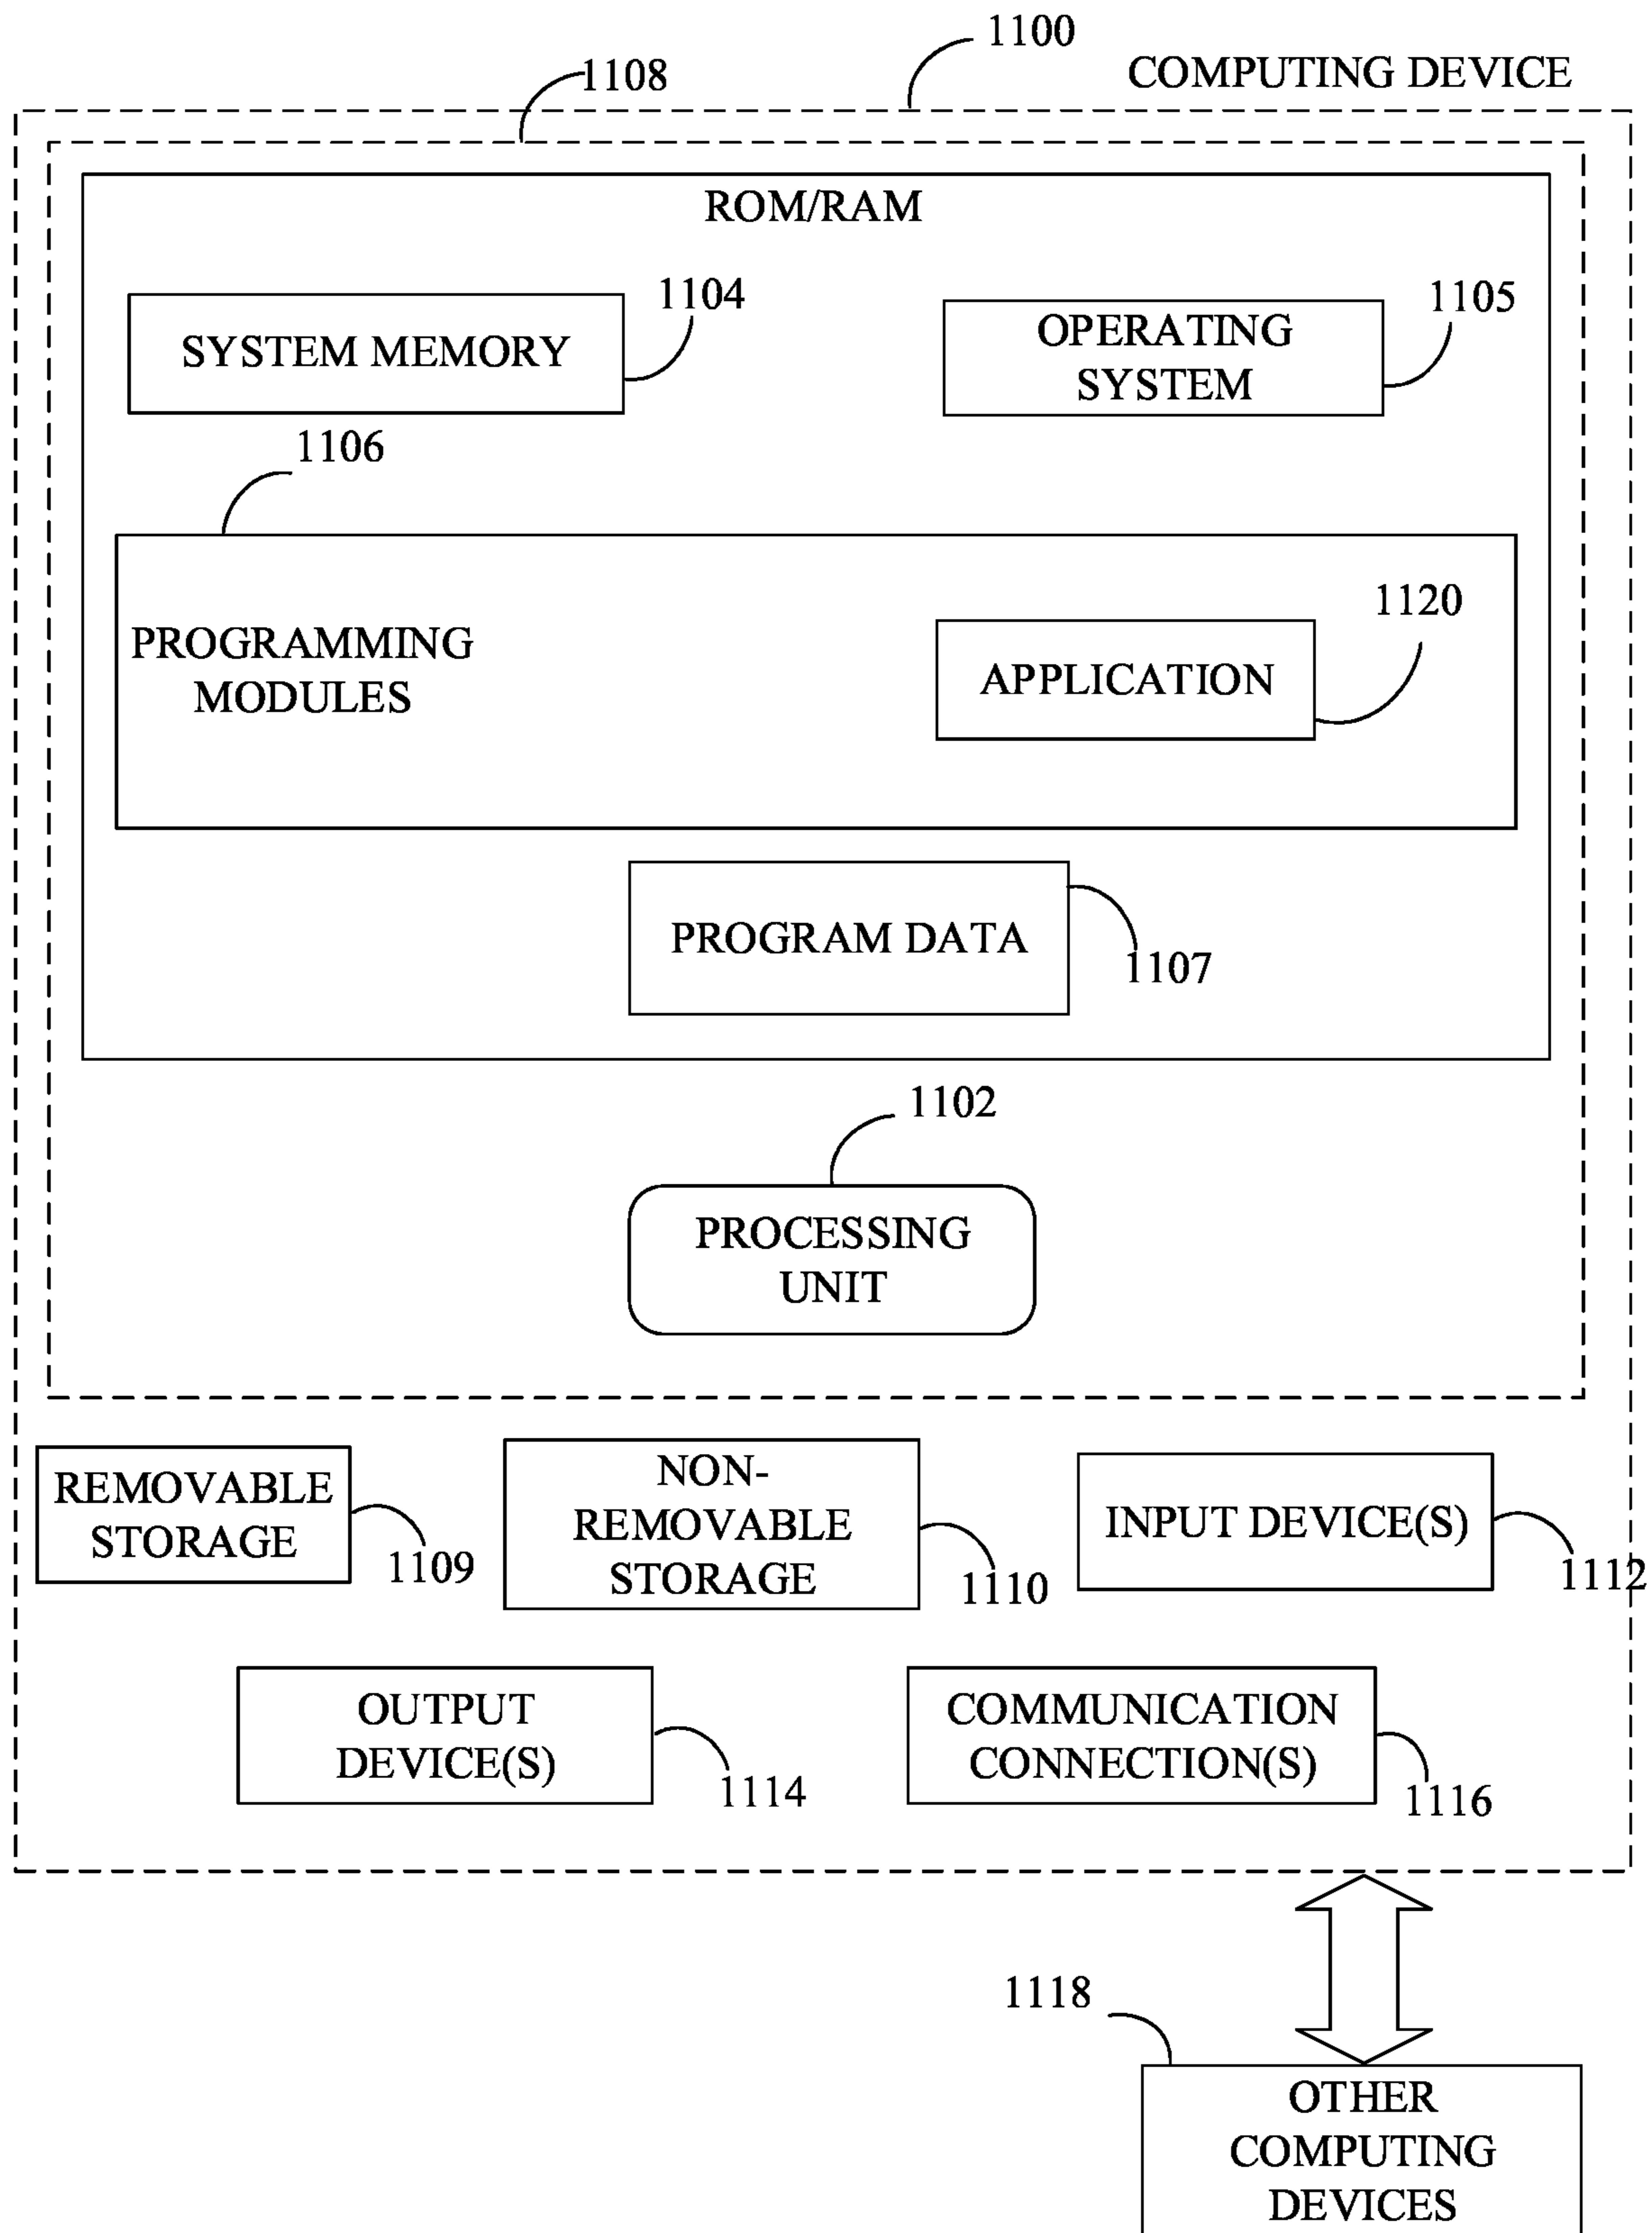 1100
COMPUTING DEVICE
1108
ROM/RAM
1104
SYSTEM MEMORY
1105
OPERATING
SYSTEM
1106
PROGRAMMING
MODULES
1120
APPLICATION
PROGRAM DATA
1107
1102
PROCESSING
UNIT
REMOVABLE
STORAGE
1109
NON-
REMOVABLE
STORAGE
1110
INPUT DEVICE(S)
1112
OUTPUT
DEVICE(S)
1114
COMMUNICATION
CONNECTION(S)
1116
1118
OTHER
COMPUTING
DEVICES